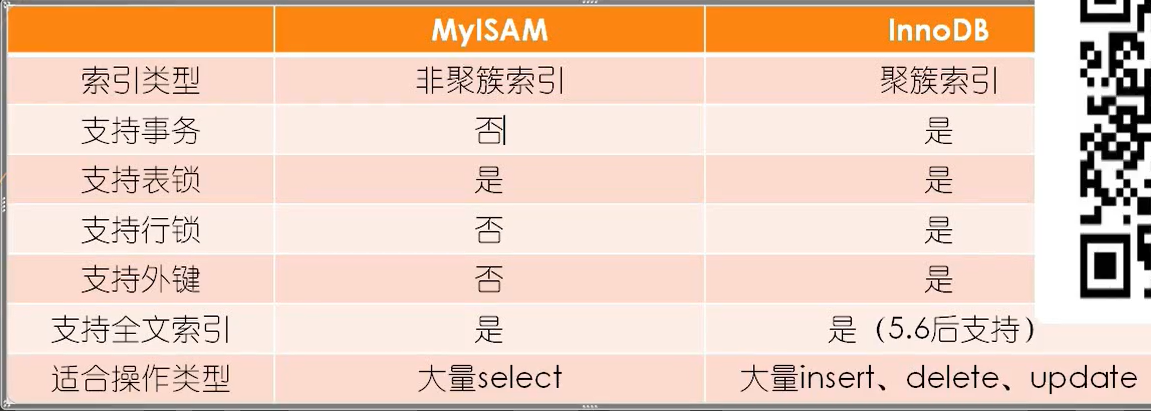 MyISAM InnoDB
索引类型 非聚簇索引 聚簇索引
支持事务 否 是
支持表锁 是 是
支持行锁 否 是
支持外键 否 是
支持全文索引 是 是（5.6后支持）
适合操作类型 大量select 大量insert、delete、update